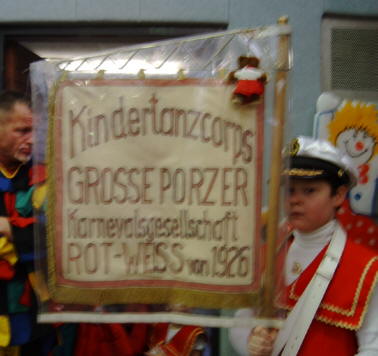 Kindertanzcorps
GROSSE PORZER
Karnevalsgesellschaft
ROT-WEISS von 1926